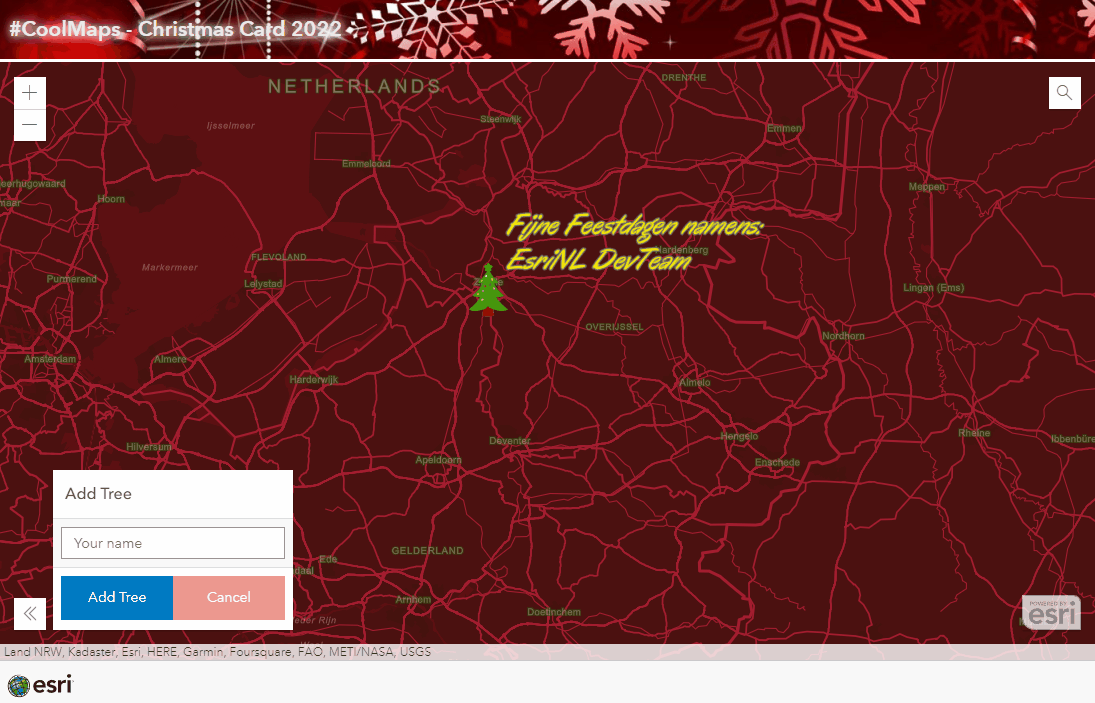 #CoolMaps - Christmas Card 2022
NETHERLANDS
DRENTHE
Ijsselmeer
Steenwijk
Emmen
Emmeloord
Meppen
Hoorn
Fijne Feestdagen namens:
EsriNL DevTeam
Hardenberg
FLEVOLAND
Markermeer
Purmerend
Lelystad
Lingen (Ems)
OVERIJSSEL
Nordhorn
Amsterdam
Almere
Harderwijk
Almelo
Rheine
Hengelo
Deventer
Hilversum
Apeldoorn
Enschede
Add Tree
Your name
GELDERLAND
Ede
Add Tree
Cancel
Arnhem
Doetinchem
POWERED BY
esri
Land NRW, Kadaster, Esri, HERE, Garmin, Foursquare, FAO, METI/NASA, USGS
esri